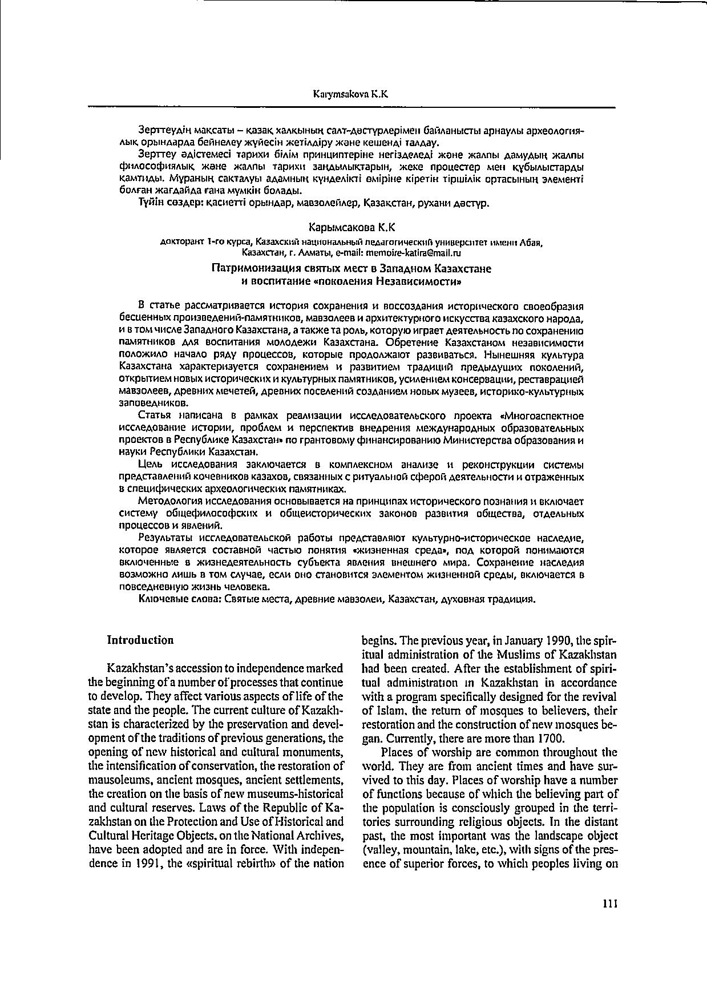 Karymsakova K.K
Зерттеудің мақсаты – қазақ халқының салт-дәстүрлерімен байланысты арнаулы археология-
лық орындарда бейнелеу жүйесін жетілдіру және кешенді талдау.
Зерттеу әдістемесі тарихи білім принциптеріне негізделеді және жалпы дамудың жалпы
философиялық және жалпы тарихи заңдылықтарын, жеке процестер мен құбылыстарды
қамтиды. Мұраның сақталуы адамның күнделікті өміріне кіретін тіршілік ортасының элементі
болған жағдайда ғана мүмкін болады.
Түйін сөздер: қасиетті орындар, мавзолейлер, Қазақстан, рухани дәстүр.
Карымсакова К.К
докторант 1-го курса, Казахский национальный педагогический университет имени Абая,
Казахстан, г. Алматы, e-mail: memoire-katira@mail.ru
Патримонизация святых мест в Западном Казахстане
и воспитание «поколения Независимости»
В статье рассматривается история сохранения и воссоздания исторического своеобразия
бесценных произведений-памятников, мавзолеев и архитектурного искусства казахского народа,
и в том числе Западного Казахстана, а также та роль, которую играет деятельность по сохранению
памятников для воспитания молодежи Казахстана. Обретение Казахстаном независимости
положило начало ряду процессов, которые продолжают развиваться. Нынешняя культура
Казахстана характеризуется сохранением и развитием традиций предыдущих поколений,
открытием новых исторических и культурных памятников, усилением консервации, реставрацией
мавзолеев, древних мечетей, древних поселений созданием новых музеев, историко-культурных
заповедников.
Статья написана в рамках реализации исследовательского проекта «Многоаспектное
исследование истории, проблем и перспектив внедрения международных образовательных
проектов в Республике Казахстан» по грантовому финансированию Министерства образования и
науки Республики Казахстан.
Цель исследования заключается в комплексном анализе и реконструкции системы
представлений кочевников казахов, связанных с ритуальной сферой деятельности и отраженных
в специфических археологических памятниках.
Методология исследования основывается на принципах исторического познания и включает
систему общефилософских и общеисторических законов развития общества, отдельных
процессов и явлений.
Результаты исследовательской работы представляют культурно-историческое наследие,
которое является составной частью понятия «жизненная среда», под которой понимаются
включенные в жизнедеятельность субъекта явления внешнего мира. Сохранение наследия
возможно лишь в том случае, если оно становится элементом жизненной среды, включается в
повседневную жизнь человека.
Ключевые слова: Святые места, древние мавзолеи, Казахстан, духовная традиция.
Introduction
Kazakhstan's accession to independence marked
the beginning of a number of processes that continue
to develop. They affect various aspects of life of the
state and the people. The current culture of Kazakh-
stan is characterized by the preservation and devel-
opment of the traditions of previous generations, the
opening of new historical and cultural monuments,
the intensification of conservation, the restoration of
mausoleums, ancient mosques, ancient settlements,
the creation on the basis of new museums-historical
and cultural reserves. Laws of the Republic of Ka-
zakhstan on the Protection and Use of Historical and
Cultural Heritage Objects, on the National Archives,
have been adopted and are in force. With indepen-
dence in 1991, the «spiritual rebirth» of the nation
begins. The previous year, in January 1990, the spir-
itual administration of the Muslims of Kazakhstan
had been created. After the establishment of spiri-
tual administration in Kazakhstan in accordance
with a program specifically designed for the revival
of Islam, the return of mosques to believers, their
restoration and the construction of new mosques be-
gan. Currently, there are more than 1700.
Places of worship are common throughout the
world. They are from ancient times and have sur-
vived to this day. Places of worship have a number
of functions because of which the believing part of
the population is consciously grouped in the terri-
tories surrounding religious objects. In the distant
past, the most important was the landscape object
(valley, mountain, lake, etc.), with signs of the pres-
ence of superior forces, to which peoples living on
111